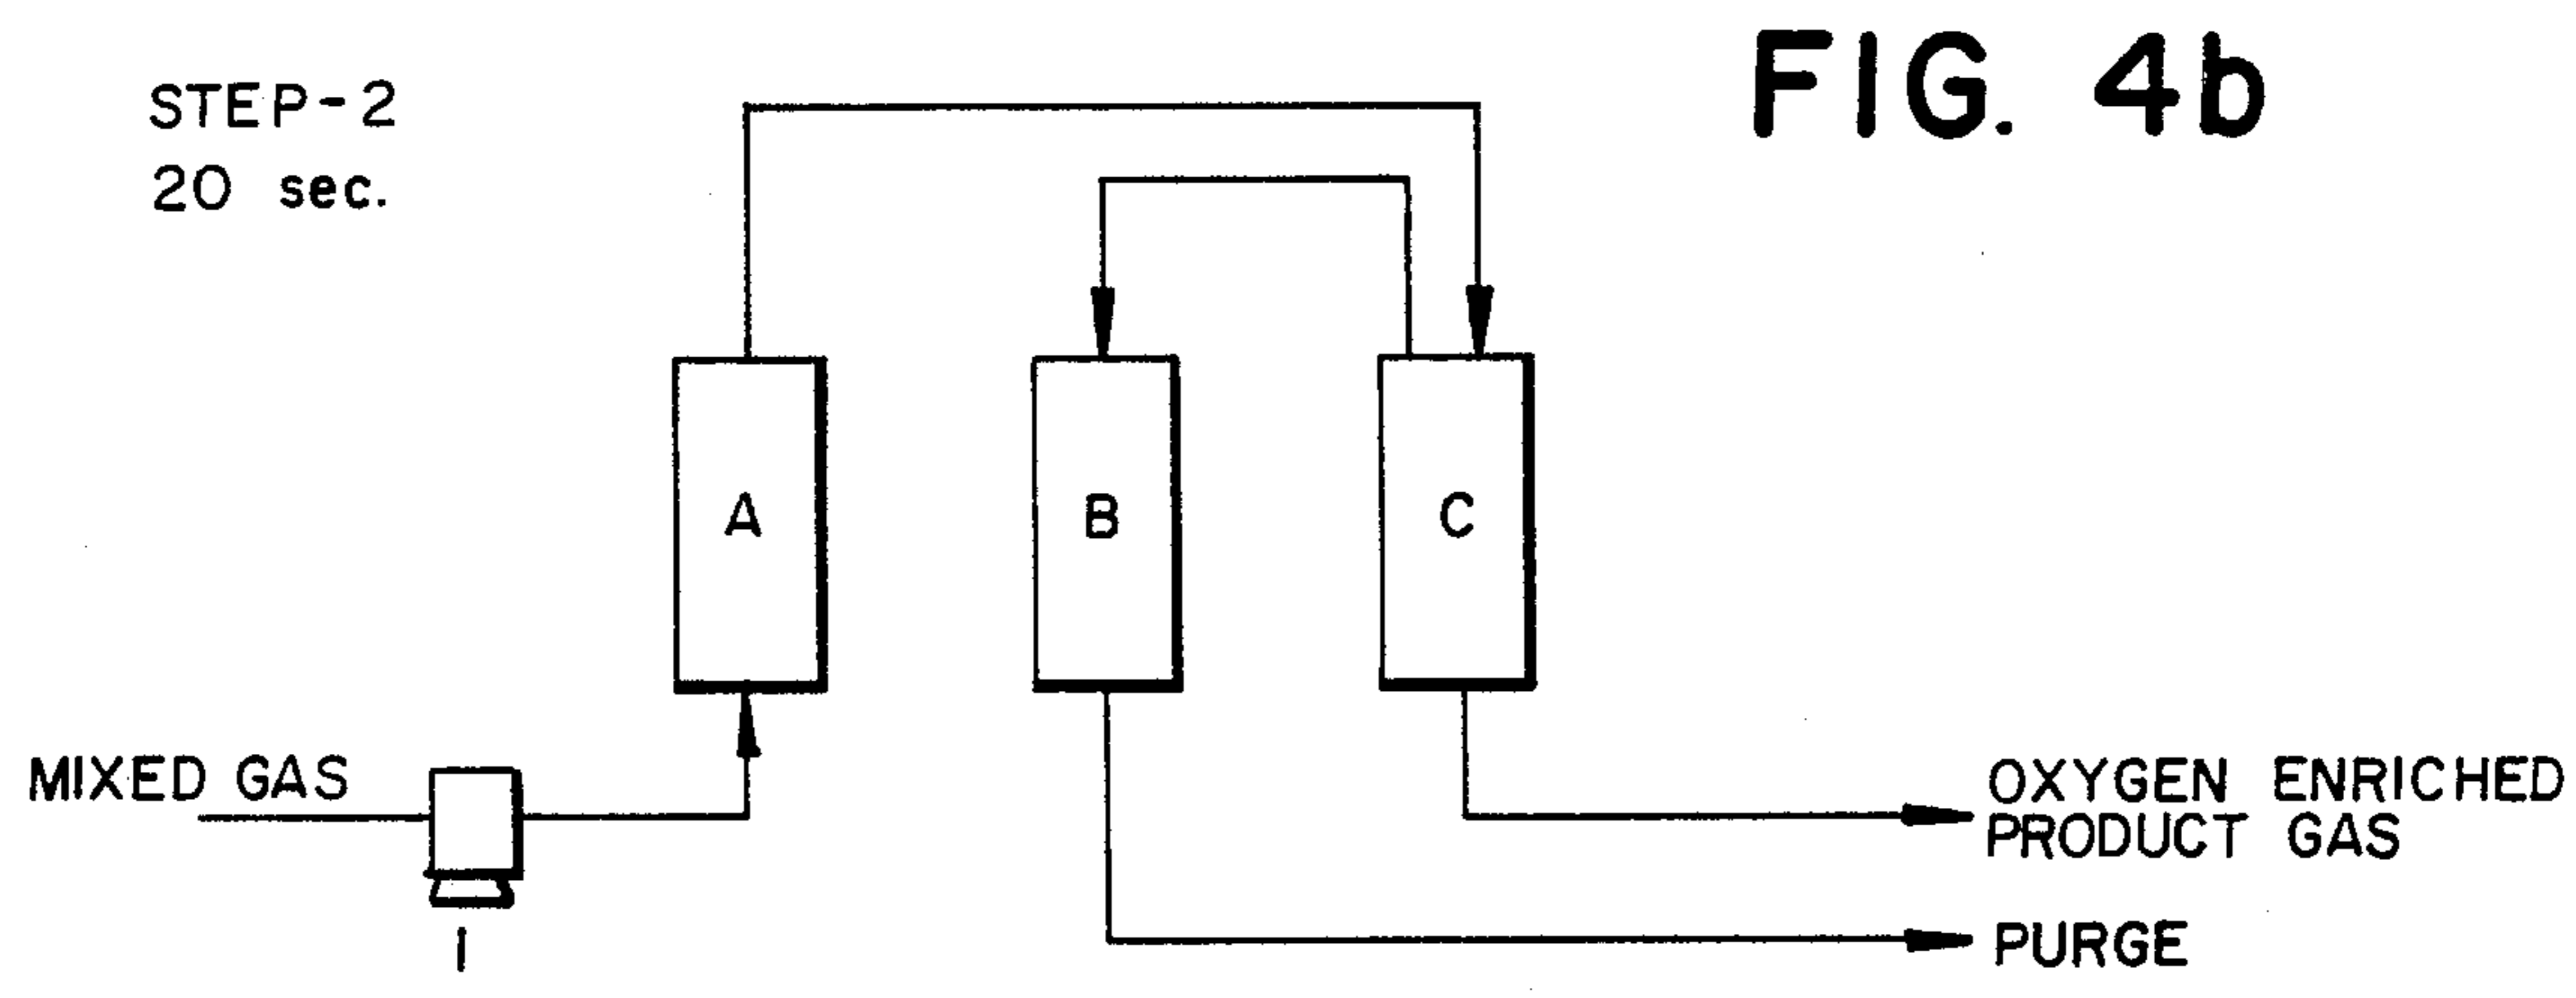 FIG. 4b
STEP-2
20 sec.
A
B
C
MIXED GAS
OXYGEN ENRICHED
PRODUCT GAS
1
PURGE